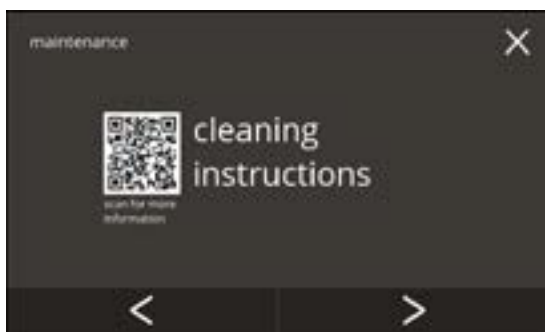 maintenance
cleaning
instructions
scan for more
information